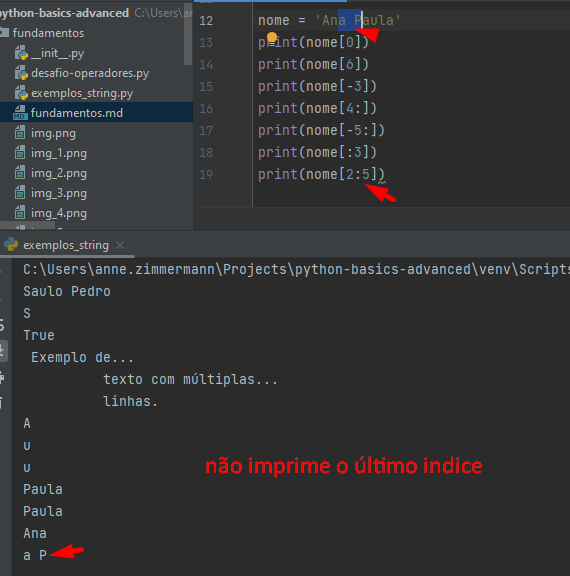 python-basics-advanced C:\Users\an
fundamentos
__init__.py
desafio-operadores.py
exemplos_string.py
fundamentos.md
img.png
img_1.png
img_2.png
img_3.png
img_4.png
12 nome = 'Ana Paula'
13 print(nome[0])
14 print(nome[6])
15 print(nome[-3])
16 print(nome[4:])
17 print(nome[-5:])
18 print(nome[:3])
19 print(nome[2:5])
exemplos_string
C:\Users\anne.zimmermann\Projects\python-basics-advanced\venv\Scripts
Saulo Pedro
S
True
Exemplo de...
texto com múltiplas...
linhas.
A
u
u
não imprime o último indice
Paula
Paula
Ana
a P